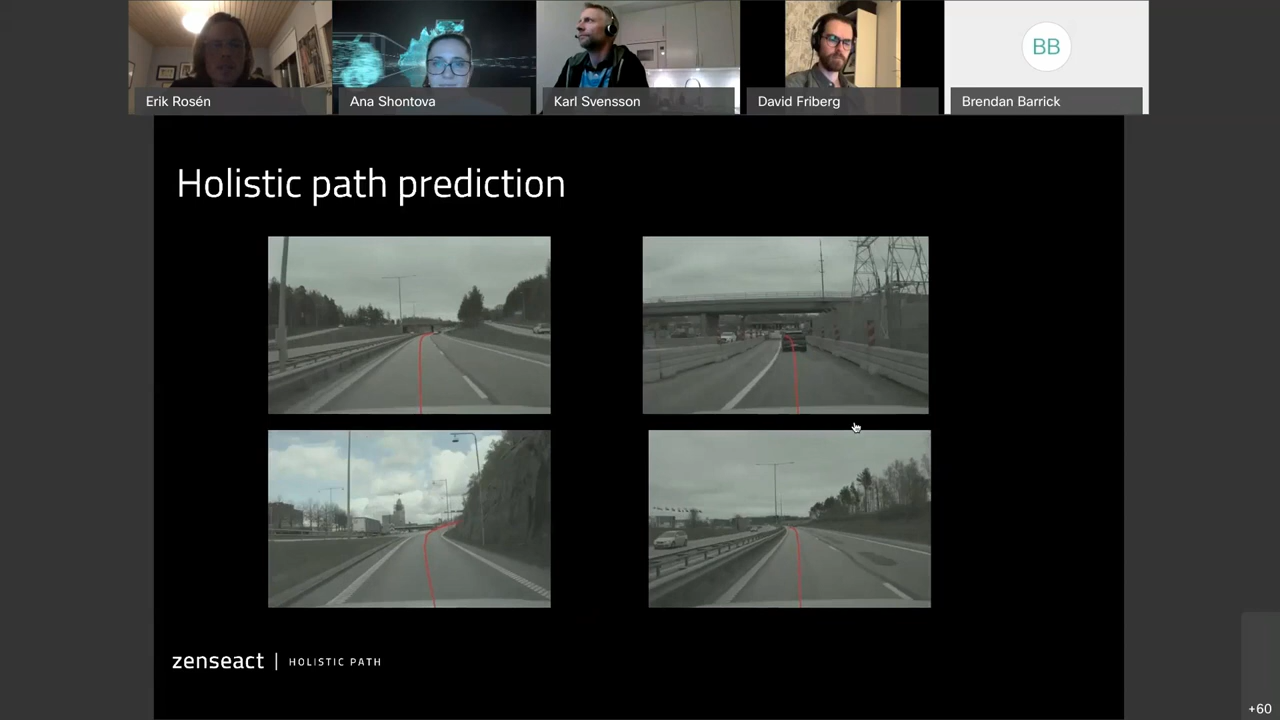 Erik Rosén
Ana Shontova
Karl Svensson
David Friberg
BB
Brendan Barrick
Holistic path prediction
zenseact | HOLISTIC PATH
+60